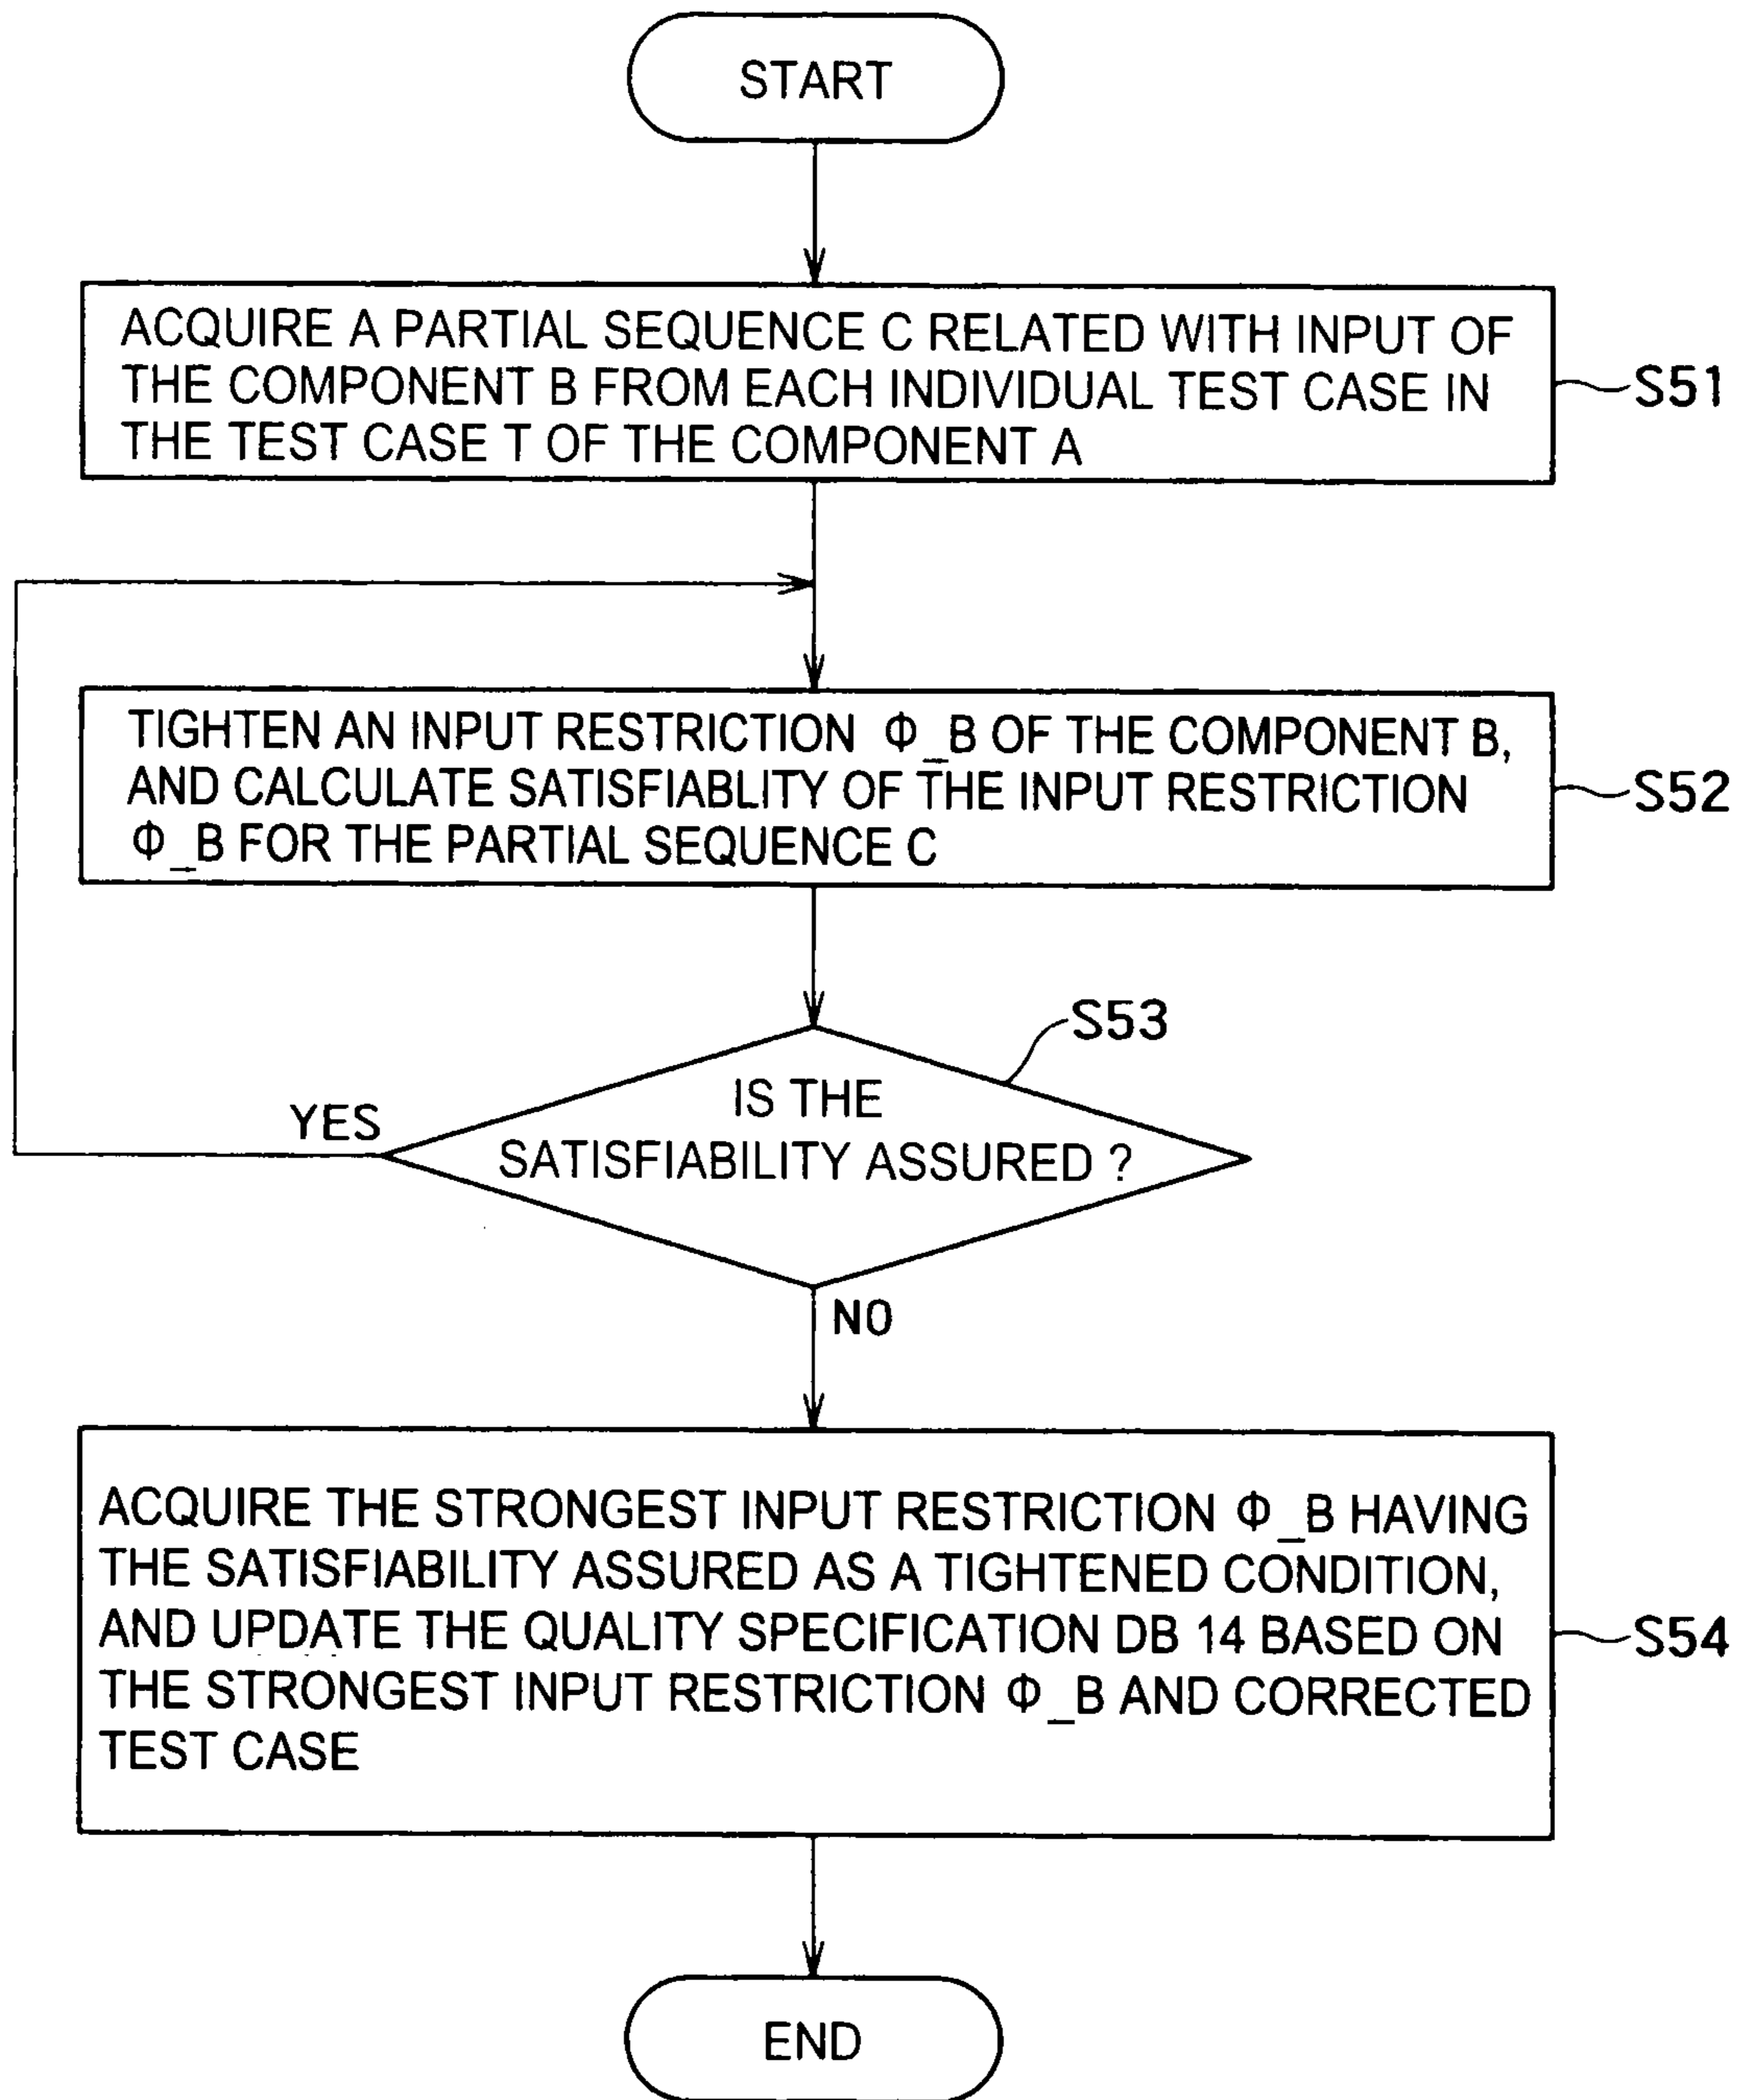 START
ACQUIRE A PARTIAL SEQUENCE C RELATED WITH INPUT OF
THE COMPONENT B FROM EACH INDIVIDUAL TEST CASE IN
THE TEST CASE T OF THE COMPONENT A
S51
TIGHTEN AN INPUT RESTRICTION Φ_B OF THE COMPONENT B,
AND CALCULATE SATISFIABLITY OF THE INPUT RESTRICTION
Φ_B FOR THE PARTIAL SEQUENCE C
S52
S53
IS THE
SATISFIABILITY ASSURED ?
YES
NO
ACQUIRE THE STRONGEST INPUT RESTRICTION Φ_B HAVING
THE SATISFIABILITY ASSURED AS A TIGHTENED CONDITION,
AND UPDATE THE QUALITY SPECIFICATION DB 14 BASED ON
THE STRONGEST INPUT RESTRICTION Φ_B AND CORRECTED
TEST CASE
S54
END